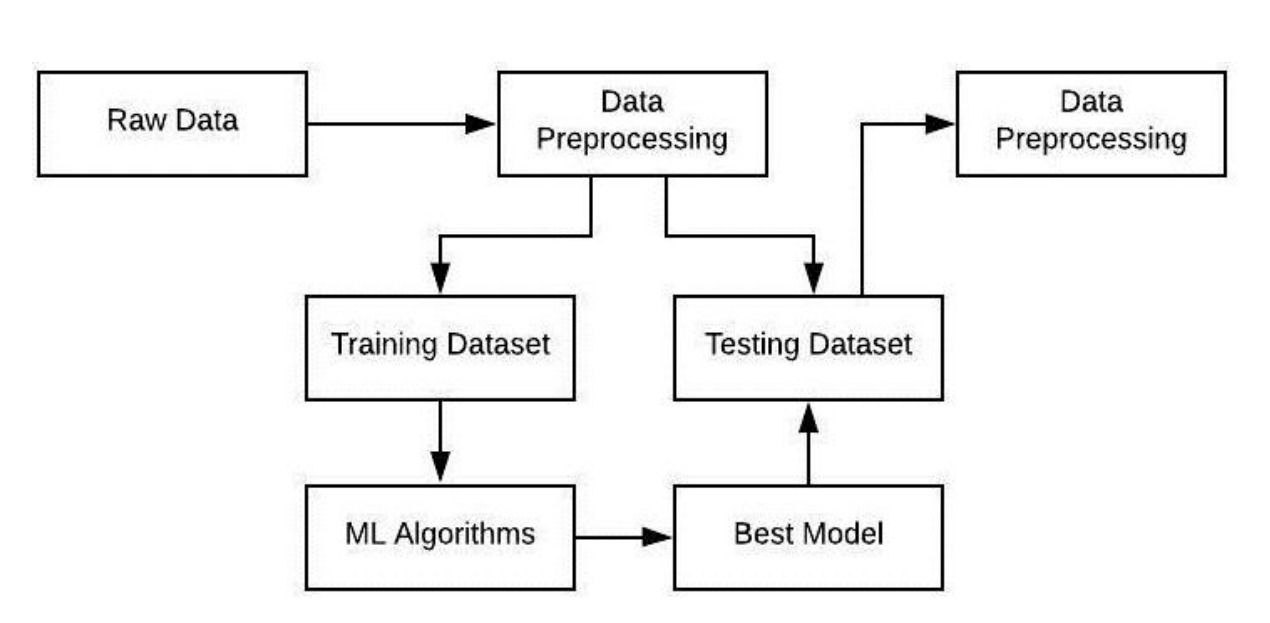 Raw Data
Data
Preprocessing
Data
Preprocessing
Training Dataset
Testing Dataset
ML Algorithms
Best Model